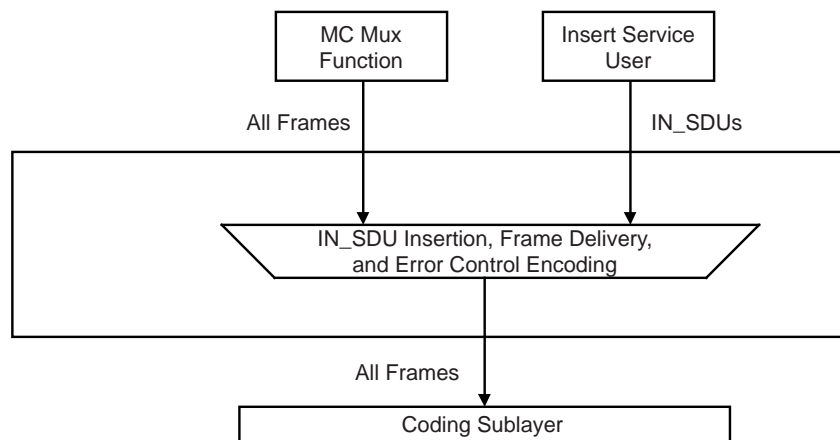 MC Mux
Function
Insert Service
User
All Frames
IN_SDUs
IN_SDU Insertion, Frame Delivery,
and Error Control Encoding
All Frames
Coding Sublayer